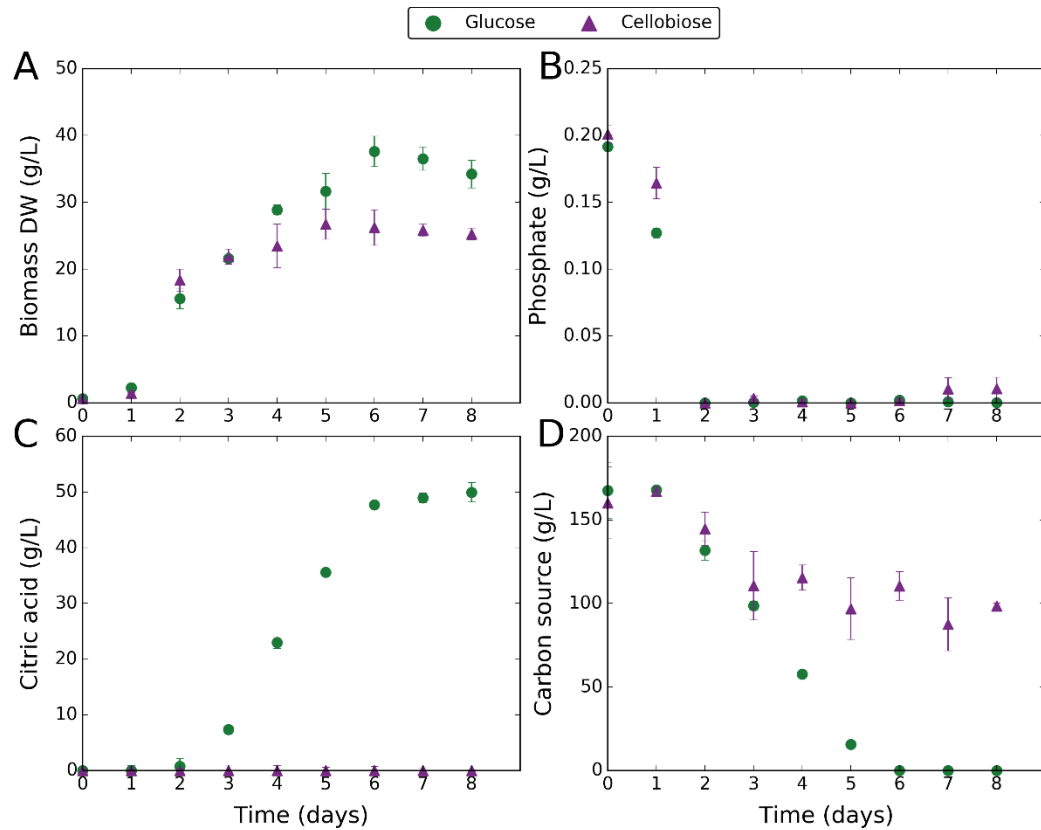 Glucose Cellobiose
A
50
40
30
20
10
0
Biomass DW (g/L)
0 1 2 3 4 5 6 7 8
B
0.25
0.20
0.15
0.10
0.05
0.00
Phosphate (g/L)
0 1 2 3 4 5 6 7 8
C
60
50
40
30
20
10
0
Citric acid (g/L)
0 1 2 3 4 5 6 7 8
Time (days)
D
200
150
100
50
0
Carbon source (g/L)
0 1 2 3 4 5 6 7 8
Time (days)